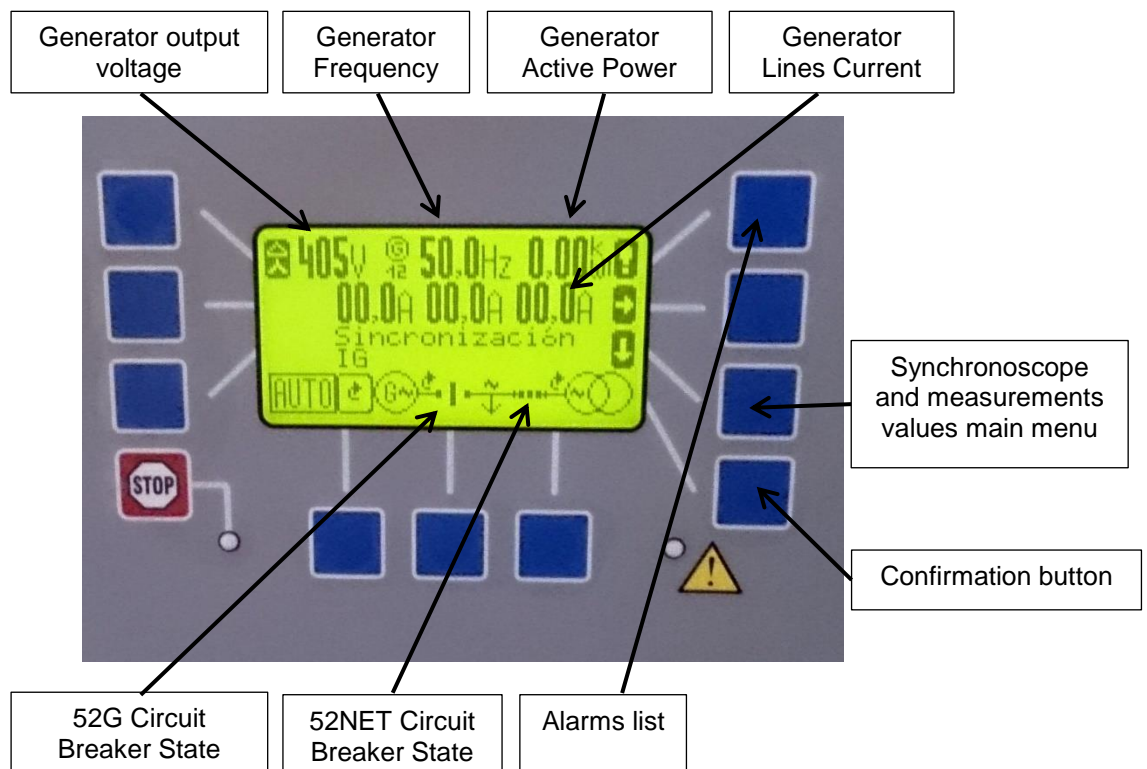 Generator output
voltage
Generator
Frequency
Generator
Active Power
Generator
Lines Current
405V G 12 50,0Hz 0,00k
00,0A 00,0A 00,0A
Sincronización
IG
AUTO G~
STOP
!
Synchronoscope
and measurements
values main menu
Confirmation button
52G Circuit
Breaker State
52NET Circuit
Breaker State
Alarms list